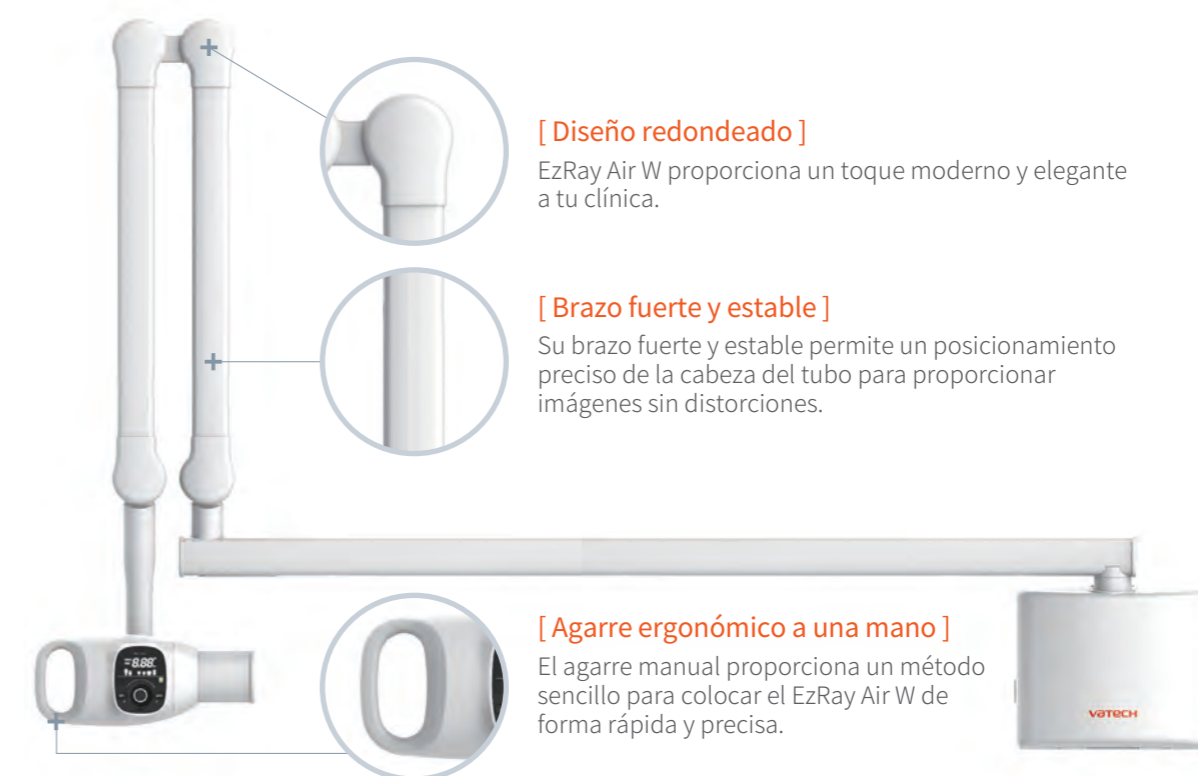 [ Diseño redondeado ]
EzRay Air W proporciona un toque moderno y elegante
a tu clínica.
[ Brazo fuerte y estable ]
Su brazo fuerte y estable permite un posicionamiento
preciso de la cabeza del tubo para proporcionar
imágenes sin distorciones.
[ Agarre ergonómico a una mano ]
El agarre manual proporciona un método
sencillo para colocar el EzRay Air W de
forma rápida y precisa.
8.88
vatech